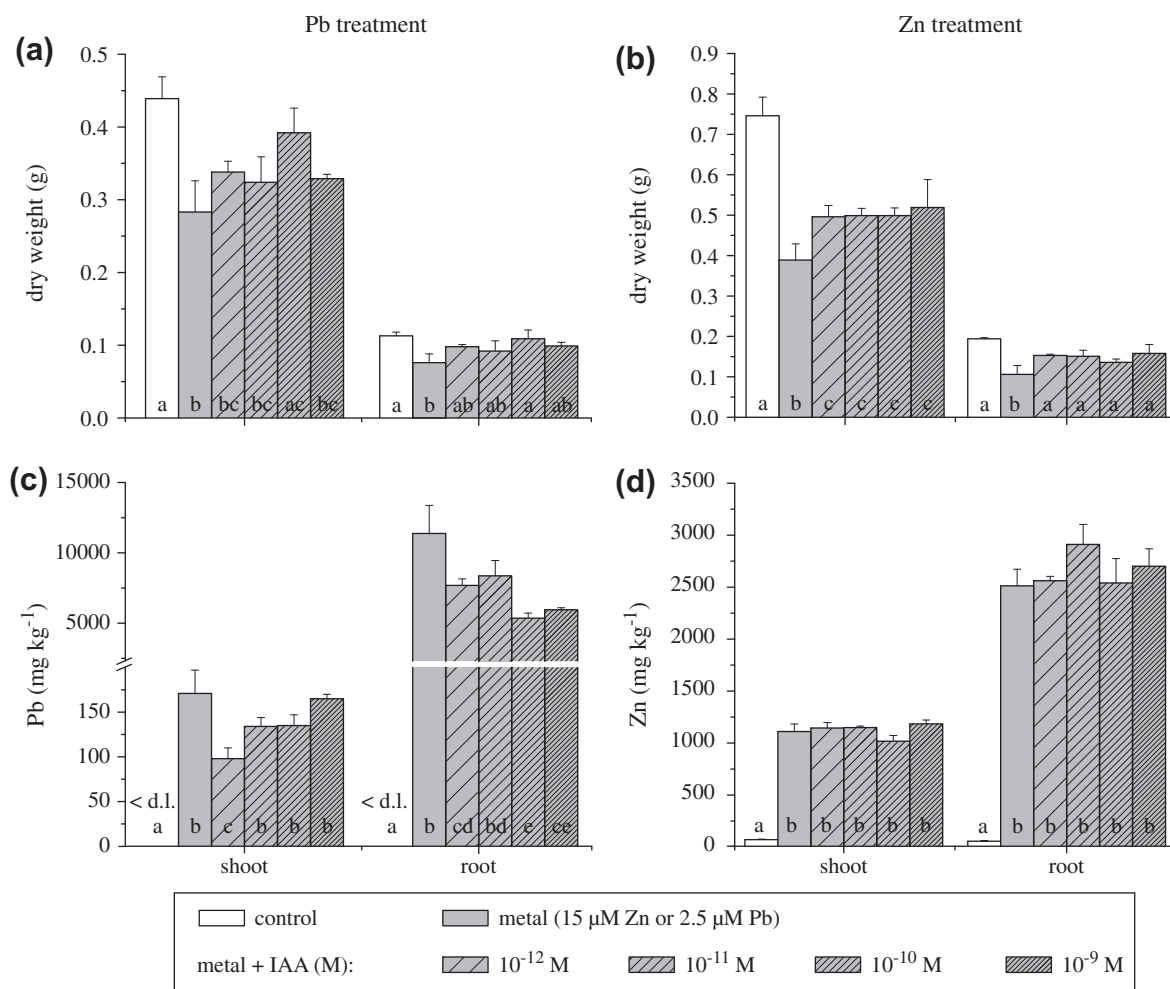 Pb treatment
Zn treatment
(a)
0.5
0.4
0.3
0.2
0.1
0.0
dry weight (g)
a b bc bc ac bc
a b ab ab a ab
(b)
0.9
0.8
0.7
0.6
0.5
0.4
0.3
0.2
0.1
0.0
dry weight (g)
a b c c c c
a b a a a a
(c)
15000
10000
5000
150
100
50
0
Pb (mg kg⁻¹)
< d.l.
< d.l.
a b c b b b
a b cd bd e ce
shoot root
(d)
3500
3000
2500
2000
1500
1000
500
0
Zn (mg kg⁻¹)
a b b b b b
a b b b b b
shoot root
control metal (15 μM Zn or 2.5 μM Pb)
metal + IAA (M): 10⁻¹² M 10⁻¹¹ M 10⁻¹⁰ M 10⁻⁹ M